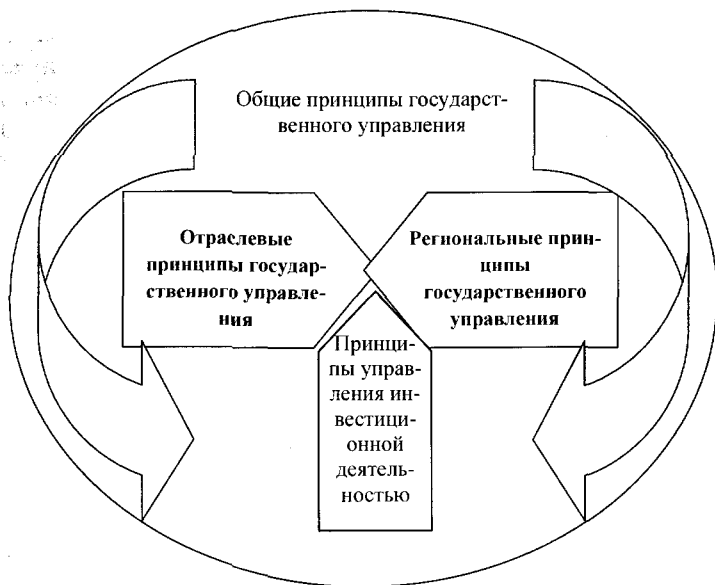 Общие принципы государст-
венного управления
Отраслевые
принципы государ-
ственного управле-
ния
Региональные прин-
ципы
государственного
управления
Принци-
пы управ-
ления ин-
вестици-
онной
деятель-
ностью